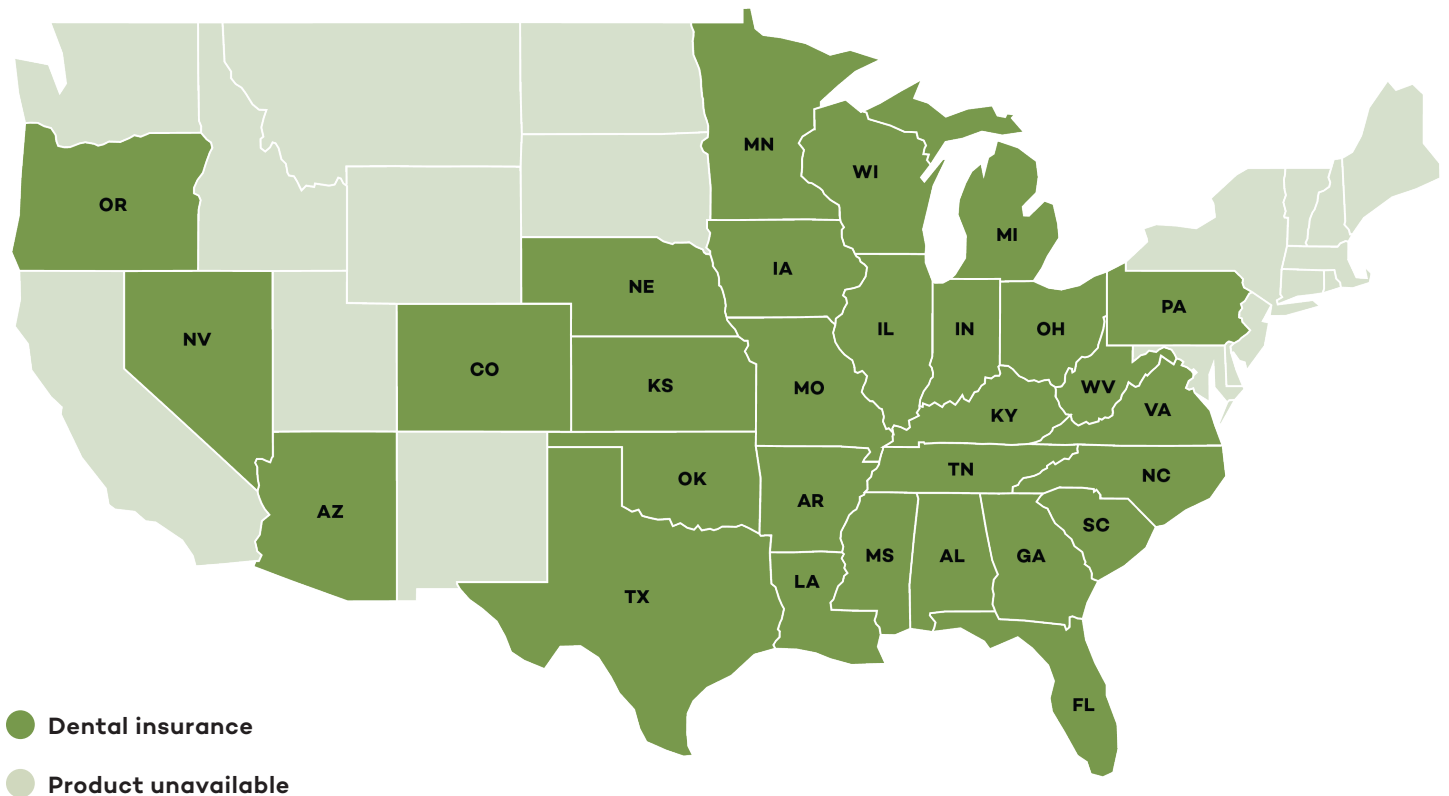 MN
WI
OR
MI
IA
NE
PA
NV
IL
IN
OH
CO
KS
MO
WV
VA
KY
TN
NC
OK
AR
AZ
SC
MS
AL
GA
LA
TX
FL
Dental insurance
Product unavailable